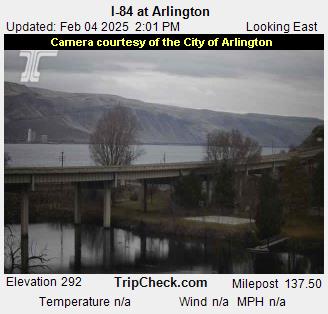 I-84 at Arlington
Updated: Feb 04 2025 2:01 PM Looking East
Camera courtesy of the City of Arlington
Elevation 292 TripCheck.com Milepost 137.50
Temperature n/a Wind n/a MPH n/a